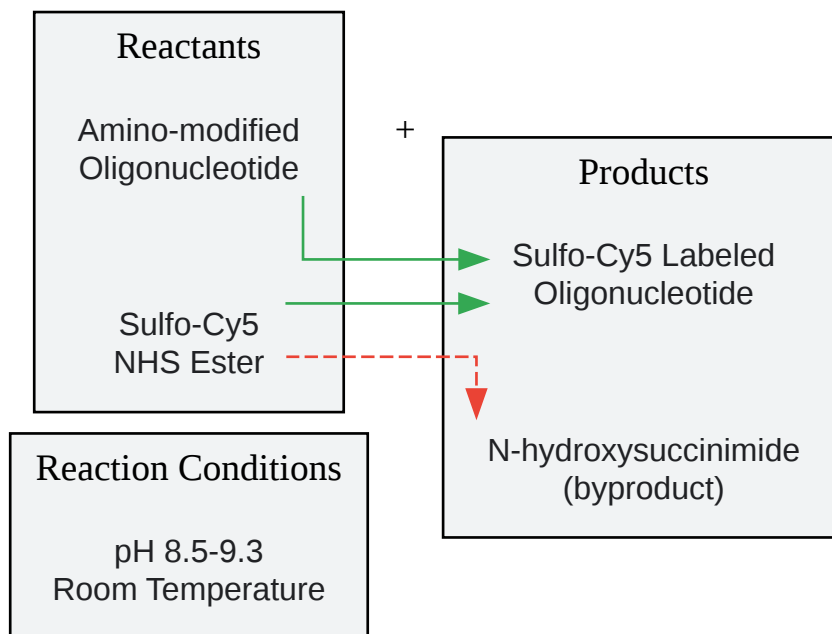 Reactants
Amino-modified
Oligonucleotide
Sulfo-Cy5
NHS Ester
+
Products
Sulfo-Cy5 Labeled
Oligonucleotide
N-hydroxysuccinimide
(byproduct)
Reaction Conditions
pH 8.5-9.3
Room Temperature